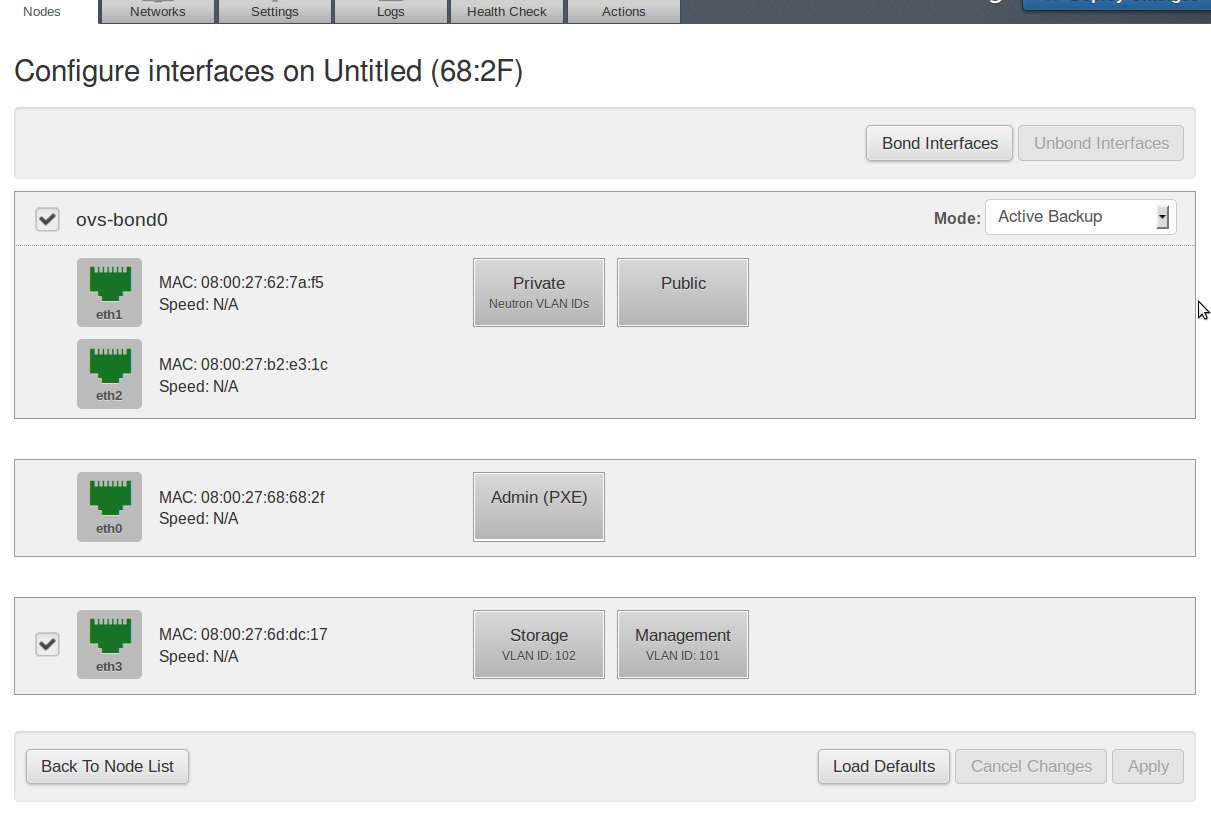 Nodes
Networks
Settings
Logs
Health Check
Actions
Configure interfaces on Untitled (68:2F)
Bond Interfaces
Unbond Interfaces
ovs-bond0
Mode:
Active Backup
eth1
MAC: 08:00:27:62:7a:f5
Speed: N/A
Private
Neutron VLAN IDs
Public
eth2
MAC: 08:00:27:b2:e3:1c
Speed: N/A
eth0
MAC: 08:00:27:68:68:2f
Speed: N/A
Admin (PXE)
eth3
MAC: 08:00:27:6d:dc:17
Speed: N/A
Storage
VLAN ID: 102
Management
VLAN ID: 101
Back To Node List
Load Defaults
Cancel Changes
Apply